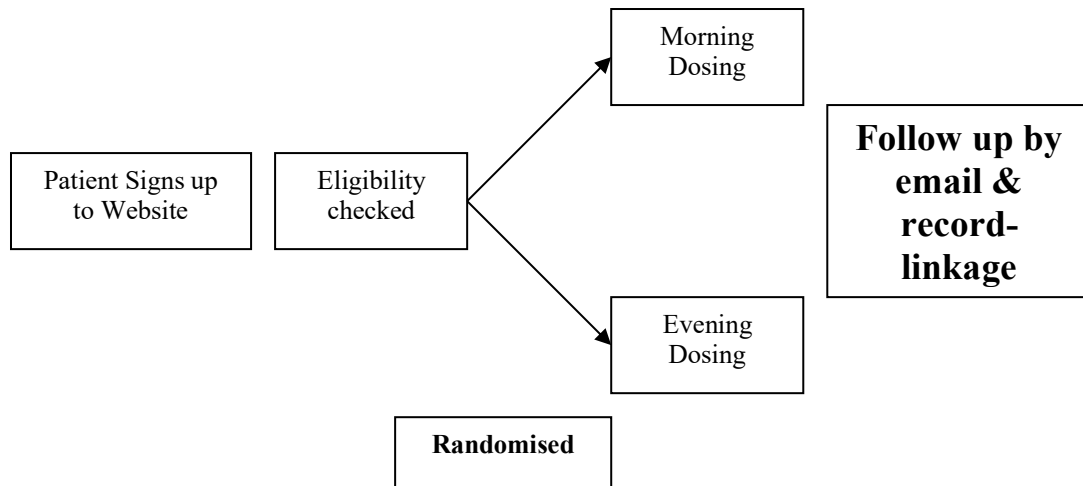 Patient Signs up
to Website
Eligibility
checked
Morning
Dosing
Evening
Dosing
Follow up by
email &
record-
linkage
Randomised